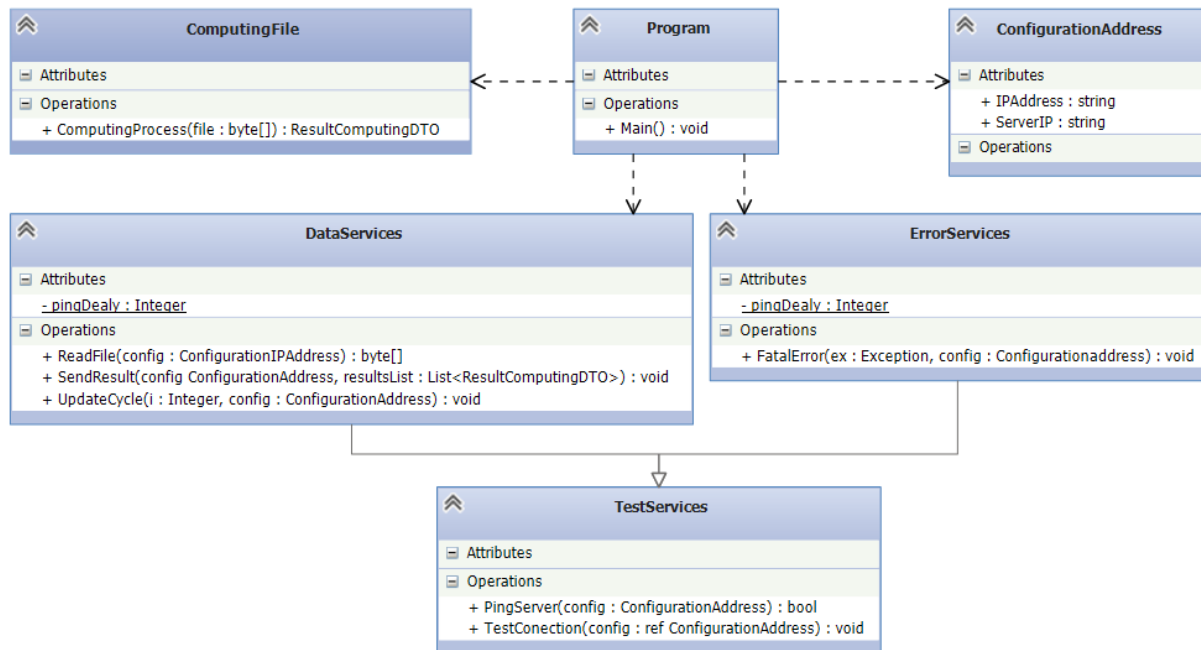 ComputingFile
Attributes
Operations
+ ComputingProcess(file : byte[]) : ResultComputingDTO
Program
Attributes
Operations
+ Main() : void
ConfigurationAddress
Attributes
+ IPAddress : string
+ ServerIP : string
Operations
DataServices
Attributes
- pingDealy : Integer
Operations
+ ReadFile(config : ConfigurationIPAddress) : byte[]
+ SendResult(config ConfigurationAddress, resultsList : List<ResultComputingDTO>) : void
+ UpdateCycle(i : Integer, config : ConfigurationAddress) : void
ErrorServices
Attributes
- pingDealy : Integer
Operations
+ FatalError(ex : Exception, config : Configurationaddress) : void
TestServices
Attributes
Operations
+ PingServer(config : ConfigurationAddress) : bool
+ TestConection(config : ref ConfigurationAddress) : void